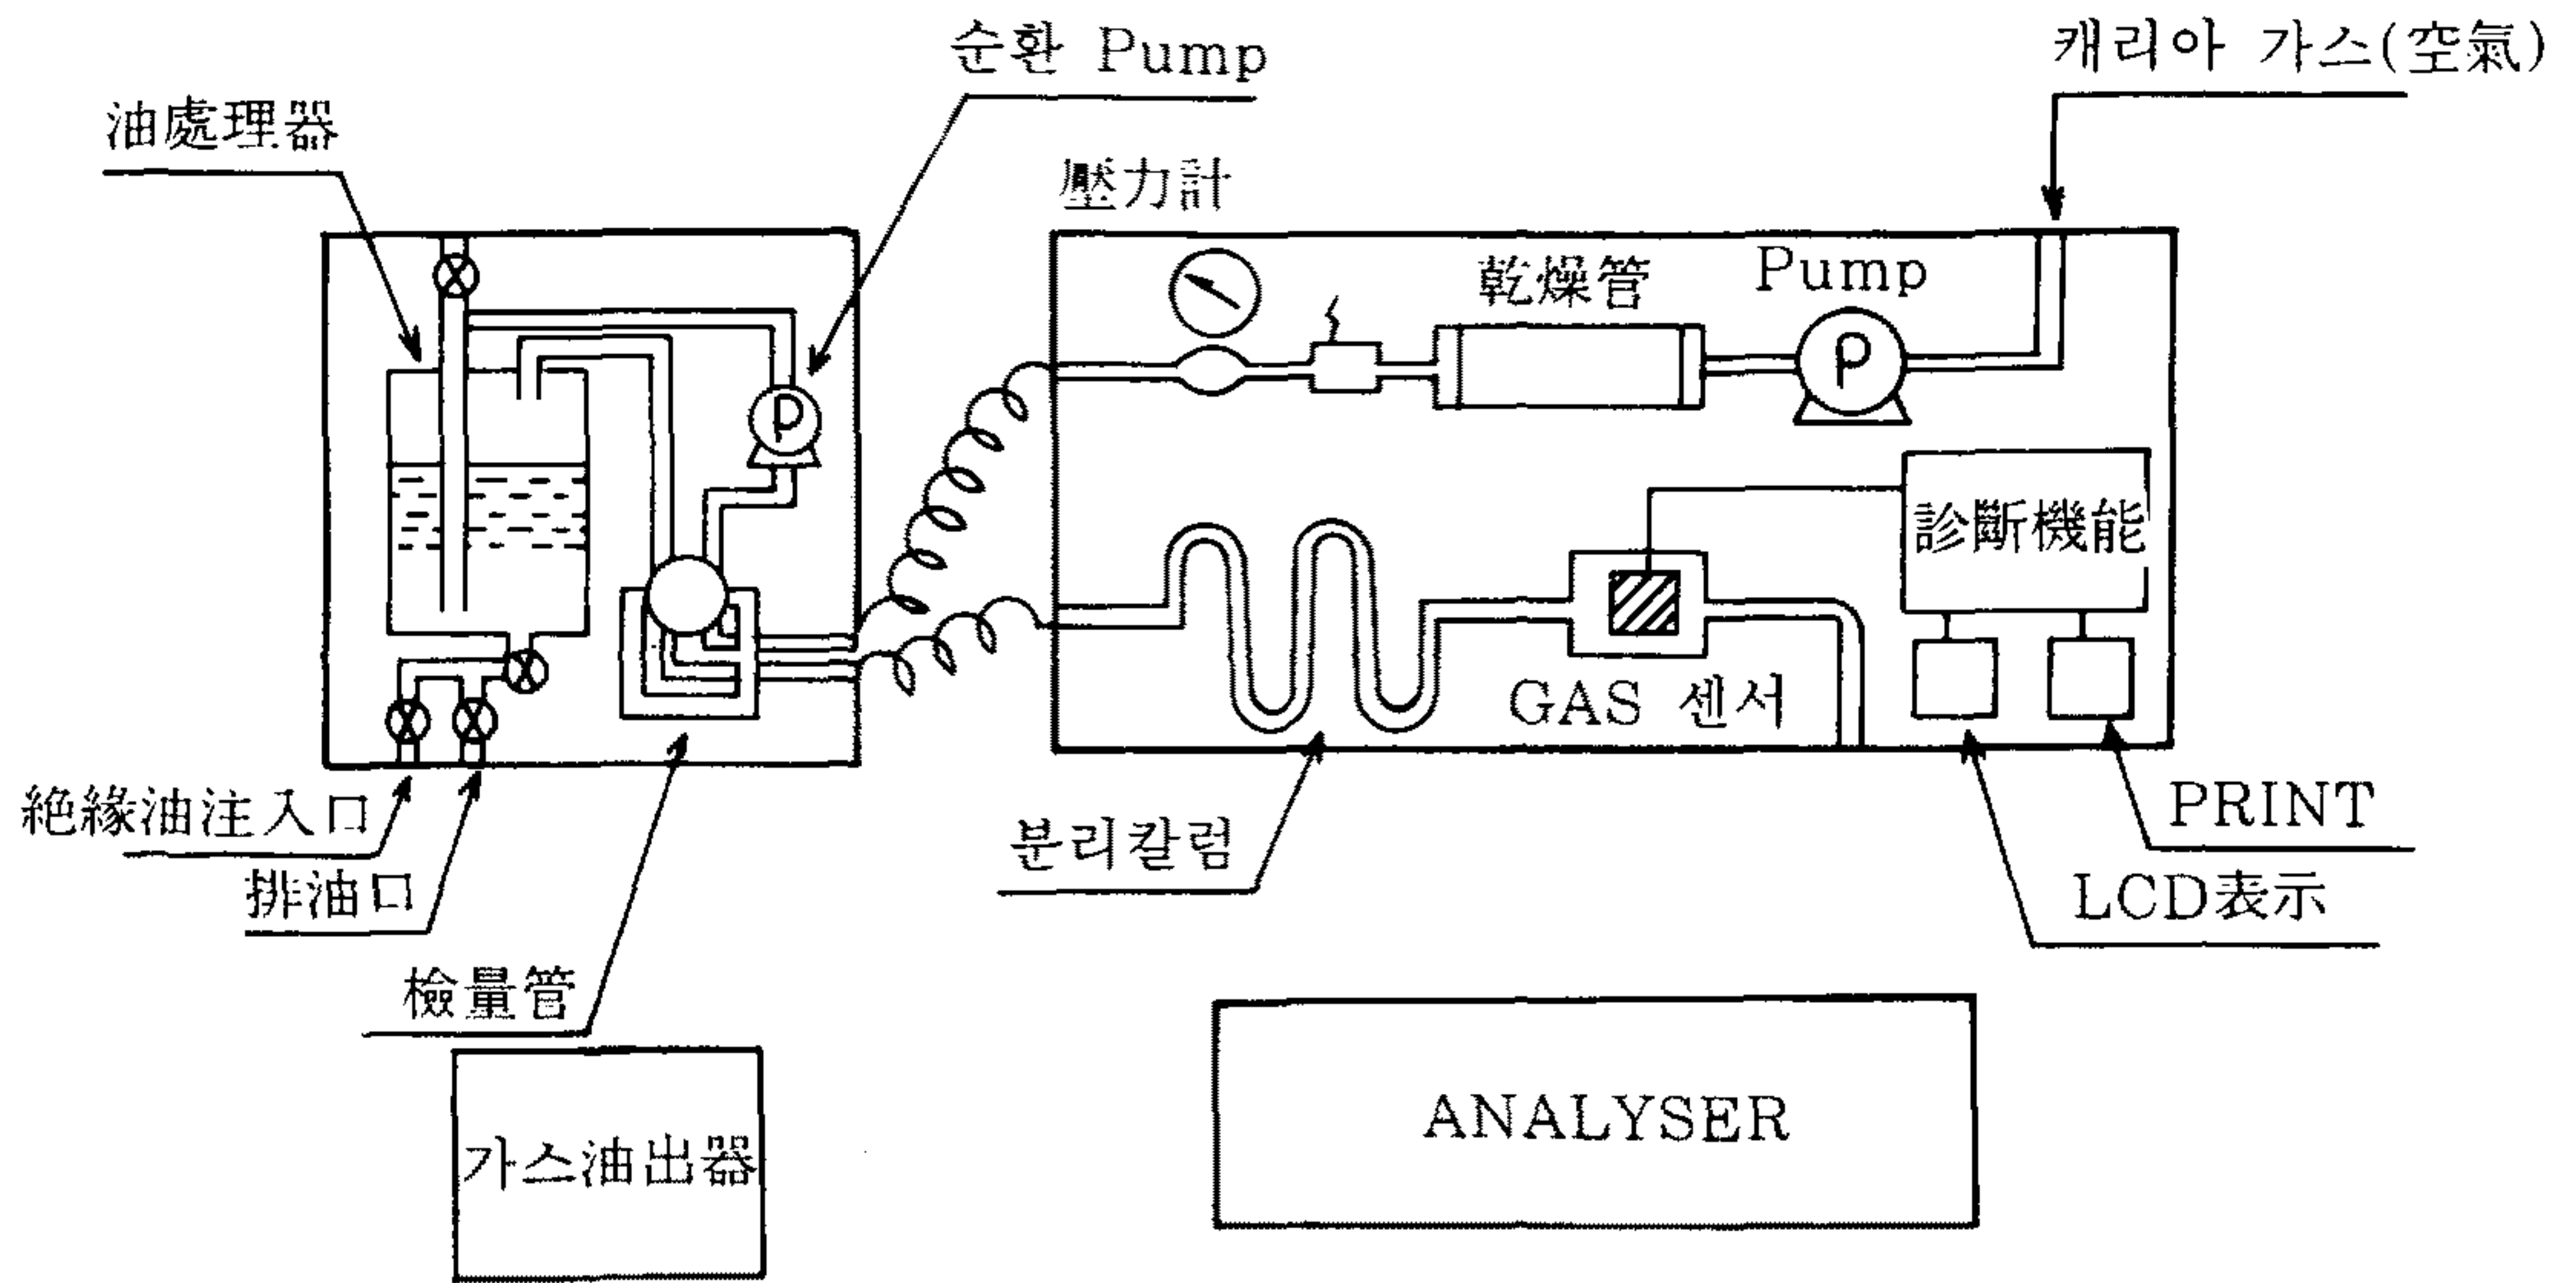 순환 Pump
캐리아 가스(空氣)
油處理器
壓力計
乾燥管
Pump
P
P
診斷機能
GAS 센서
絶緣油注入口
排油口
檢量管
분리칼럼
PRINT
LCD表示
가스油出器
ANALYSER